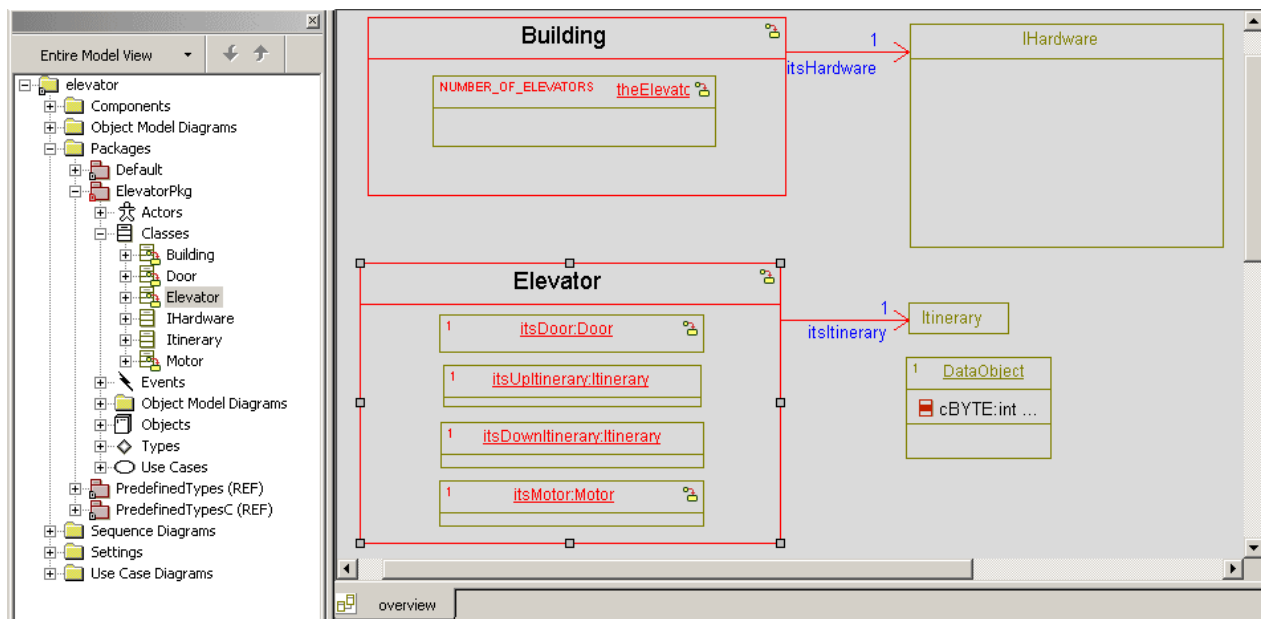 Entire Model View
elevator
Components
Object Model Diagrams
Packages
Default
ElevatorPkg
Actors
Classes
Building
Door
Elevator
IHardware
Itinerary
Motor
Events
Object Model Diagrams
Objects
Types
Use Cases
PredefinedTypes (REF)
PredefinedTypesC (REF)
Sequence Diagrams
Settings
Use Case Diagrams
Building
NUMBER_OF_ELEVATORS theElevatc
1
itsHardware
IHardware
Elevator
1 itsDoor:Door
1 itsUpItinerary:Itinerary
1 itsDownItinerary:Itinerary
1 itsMotor:Motor
1
itsItinerary
Itinerary
1 DataObject
cBYTE:int ...
overview